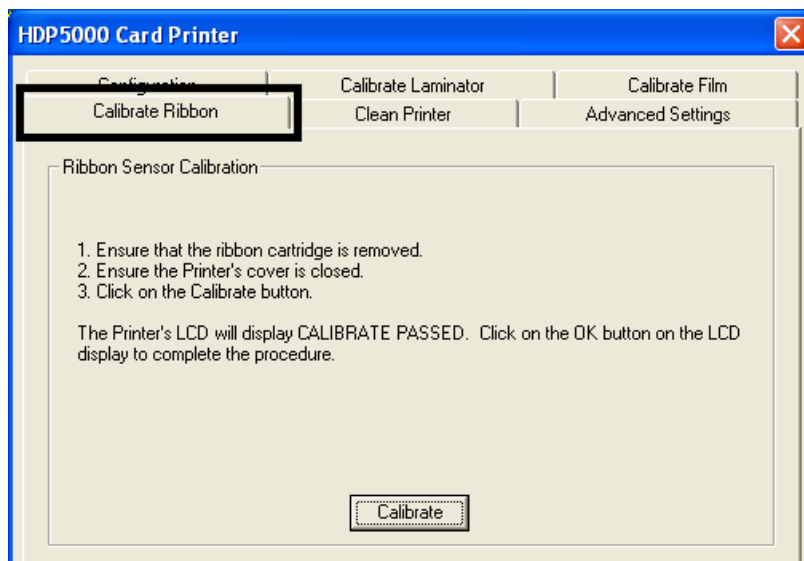 HDP5000 Card Printer
Configuration Calibrate Laminator Calibrate Film
Calibrate Ribbon Clean Printer Advanced Settings
Ribbon Sensor Calibration
1. Ensure that the ribbon cartridge is removed.
2. Ensure the Printer's cover is closed.
3. Click on the Calibrate button.
The Printer's LCD will display CALIBRATE PASSED. Click on the OK button on the LCD
display to complete the procedure.
Calibrate